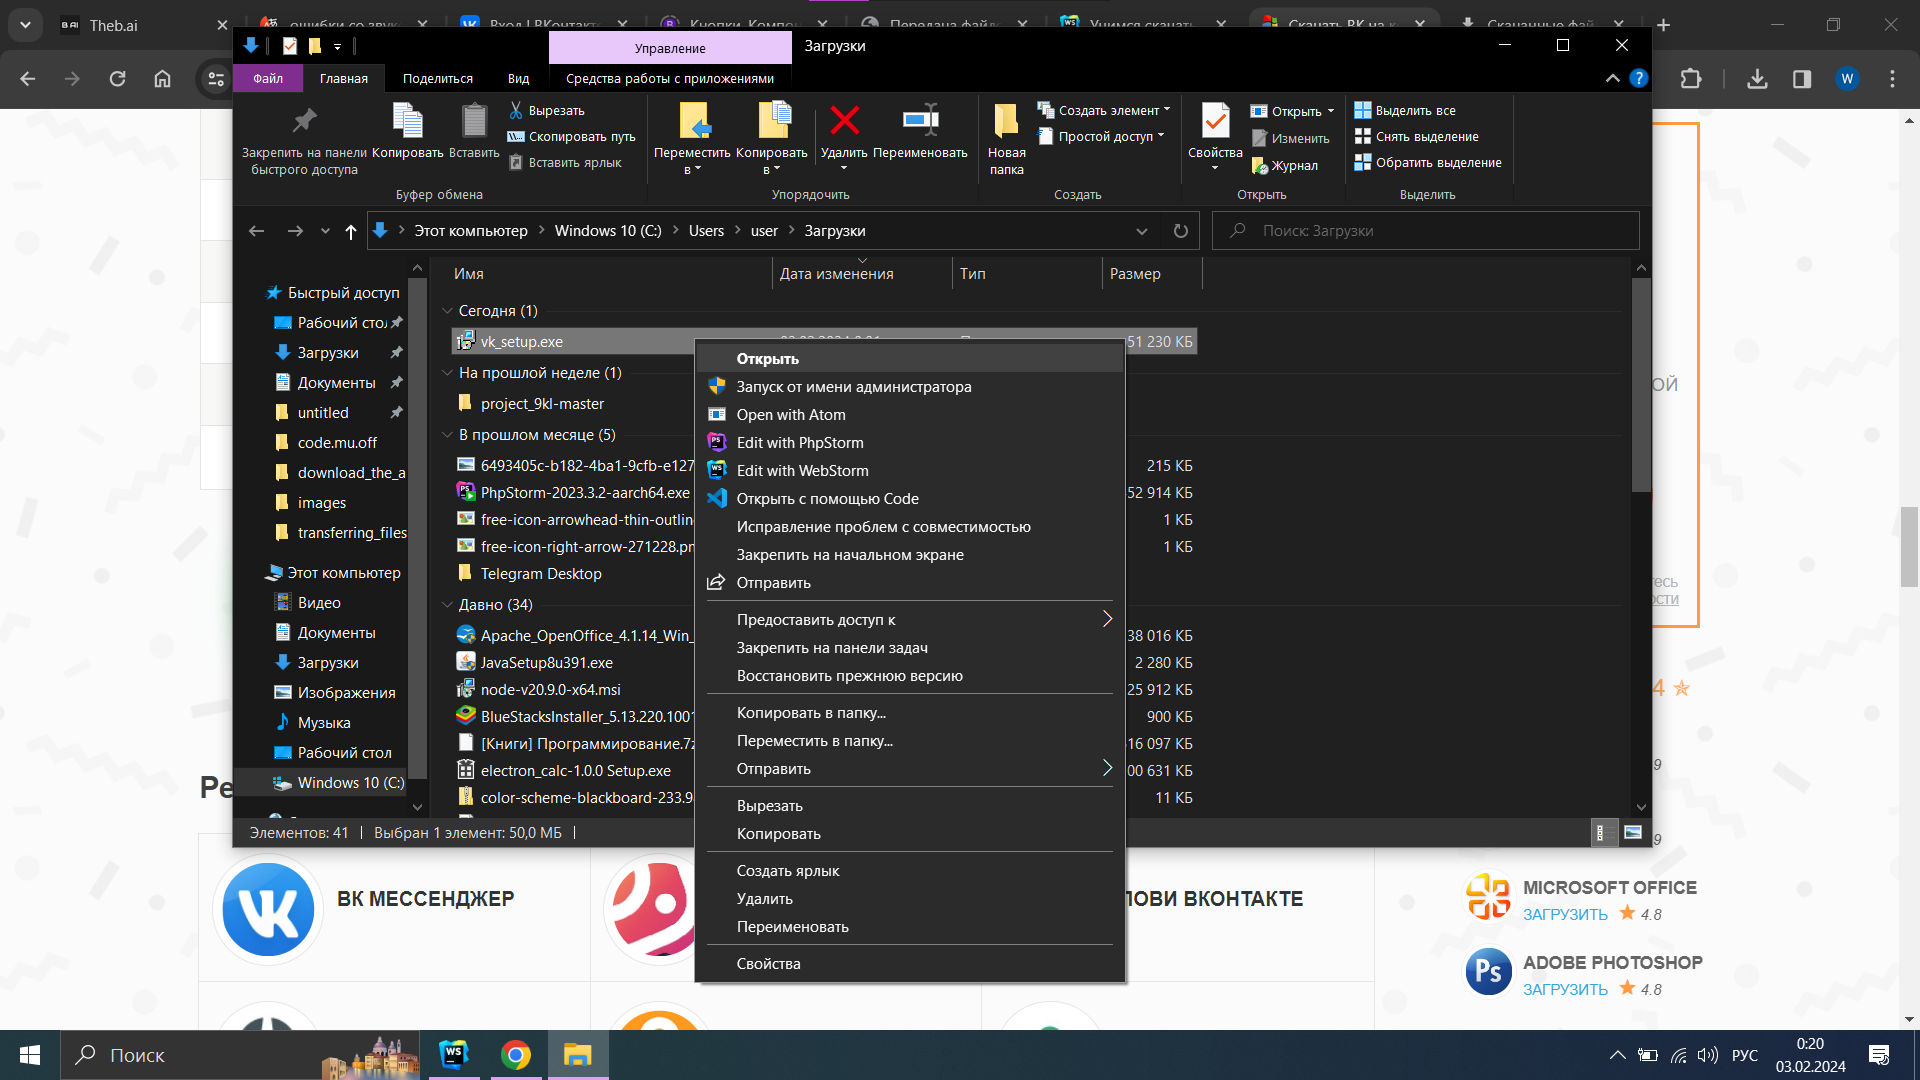 Theb.ai
ошибки со звук
Вход | ВКонтакт
Кнопки. Компон
Передача файл
Учимся скачать
Скачать ВК на к
Скачанные фай
Управление
Загрузки
Файл
Главная
Поделиться
Вид
Средства работы с приложениями
Закрепить на панели
быстрого доступа
Копировать
Вставить
Вырезать
Скопировать путь
Вставить ярлык
Буфер обмена
Переместить
в
Копировать
в
Удалить
Переименовать
Упорядочить
Новая
папка
Создать элемент
Простой доступ
Создать
Свойства
Открыть
Изменить
Журнал
Открыть
Выделить все
Снять выделение
Обратить выделение
Выделить
Этот компьютер
Windows 10 (C:)
Users
user
Загрузки
Поиск: Загрузки
Имя
Дата изменения
Тип
Размер
Быстрый доступ
Рабочий стол
Загрузки
Документы
untitled
code.mu.off
download_the_a
images
transferring_files
Этот компьютер
Видео
Документы
Загрузки
Изображения
Музыка
Рабочий стол
Windows 10 (C:)
Сегодня (1)
vk_setup.exe
51 230 КБ
На прошлой неделе (1)
project_9kl-master
В прошлом месяце (5)
6493405c-b182-4ba1-9cfb-e127
215 КБ
PhpStorm-2023.3.2-aarch64.exe
52 914 КБ
free-icon-arrowhead-thin-outlin
1 КБ
free-icon-right-arrow-271228.pn
1 КБ
Telegram Desktop
Давно (34)
Apache_OpenOffice_4.1.14_Win_
38 016 КБ
JavaSetup8u391.exe
2 280 КБ
node-v20.9.0-x64.msi
25 912 КБ
BlueStacksInstaller_5.13.220.1001
900 КБ
[Книги] Программирование.7z
16 097 КБ
electron_calc-1.0.0 Setup.exe
00 631 КБ
color-scheme-blackboard-233.9
11 КБ
Открыть
Запуск от имени администратора
Open with Atom
Edit with PhpStorm
Edit with WebStorm
Открыть с помощью Code
Исправление проблем с совместимостью
Закрепить на начальном экране
Отправить
Предоставить доступ к
Закрепить на панели задач
Восстановить прежнюю версию
Копировать в папку...
Переместить в папку...
Отправить
Вырезать
Копировать
Создать ярлык
Удалить
Переименовать
Свойства
Элементов: 41
Выбран 1 элемент: 50,0 МБ
ОЙ
тесь
ости
4
9
9
Ре
ВК МЕССЕНДЖЕР
ЛОВИ ВКОНТАКТЕ
MICROSOFT OFFICE
ЗАГРУЗИТЬ 4.8
ADOBE PHOTOSHOP
ЗАГРУЗИТЬ 4.8
Поиск
РУС
0:20
03.02.2024